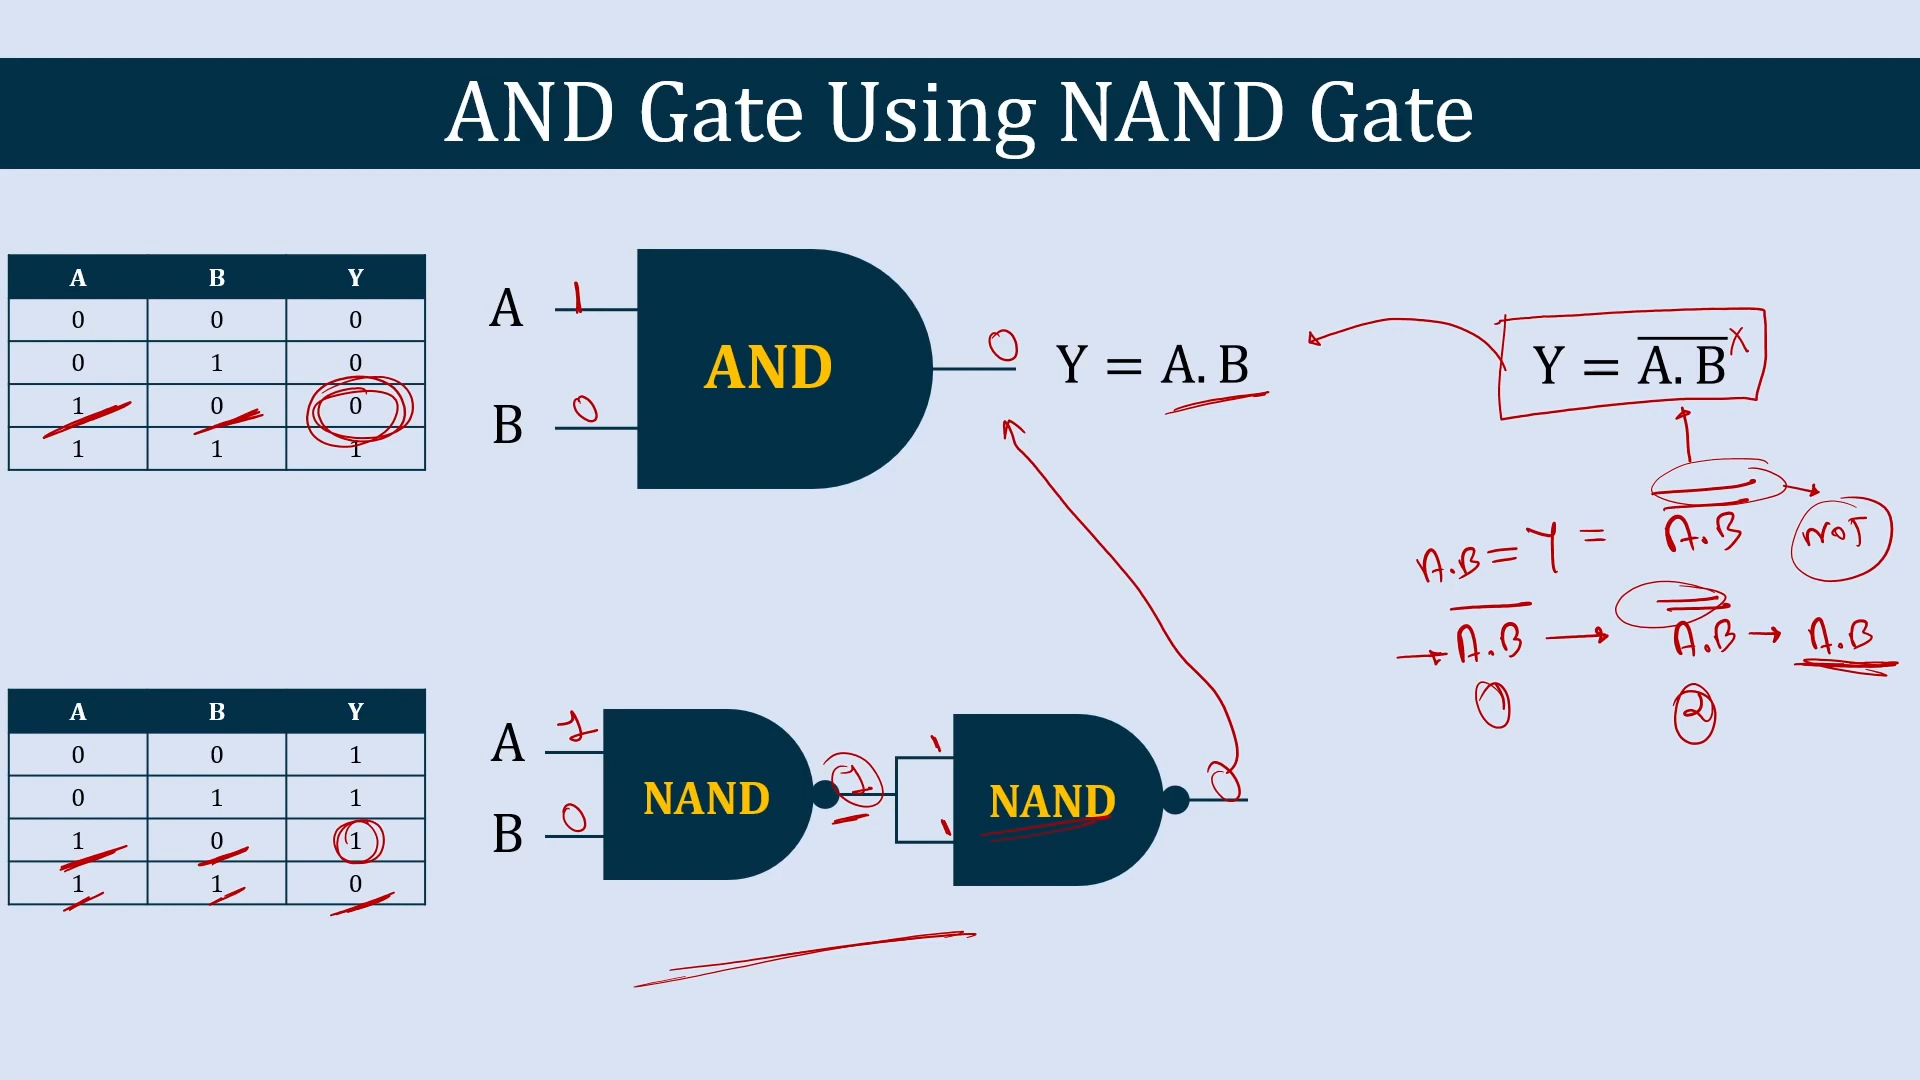 AND Gate Using NAND Gate
A B Y
0 0 0
0 1 0
1 0 0
1 1 1
A 1
B 0
AND
0
Y = A. B
Y = A. B X
A.B = Y = A.B
NOT
A.B → A.B → A.B
1 2
A B Y
0 0 1
0 1 1
1 0 1
1 1 0
A 1
B 0
NAND
1
1
1
NAND
0